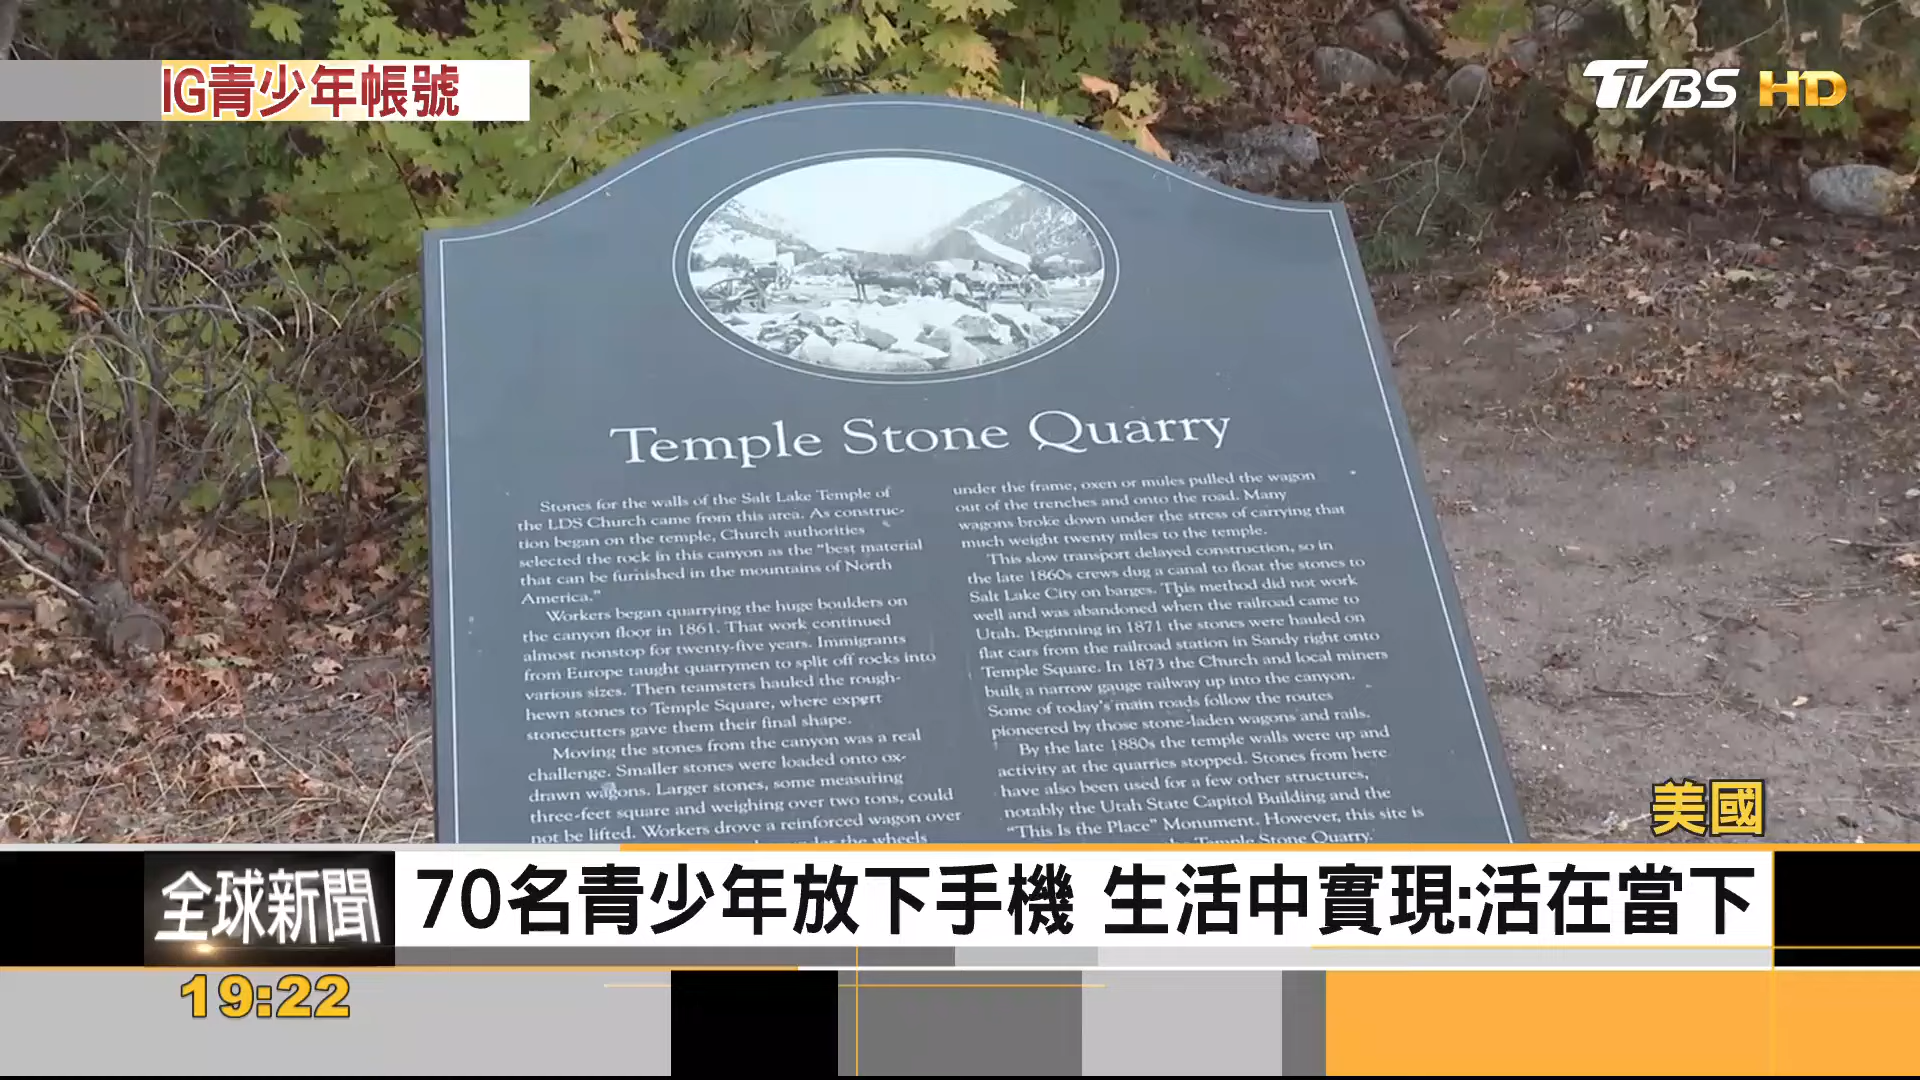 IG青少年帳號
TVBS HD
Temple Stone Quarry
Stones for the walls of the Salt Lake Temple of
the LDS Church came from this area. As construc-
tion began on the temple, Church authorities
selected the rock in this canyon as the "best material
that can be furnished in the mountains of North
America."
Workers began quarrying the huge boulders on
the canyon floor in 1861. That work continued
almost nonstop for twenty-five years. Immigrants
from Europe taught quarrymen to split off rocks into
various sizes. Then teamsters hauled the rough-
hewn stones to Temple Square, where expert
stonecutters gave them their final shape.
Moving the stones from the canyon was a real
challenge. Smaller stones were loaded onto ox-
drawn wagons. Larger stones, some measuring
three-feet square and weighing over two tons, could
not be lifted. Workers drove a reinforced wagon over
the wheels
under the frame, oxen or mules pulled the wagon
out of the trenches and onto the road. Many
wagons broke down under the stress of carrying that
much weight twenty miles to the temple.
This slow transport delayed construction, so in
the late 1860s crews dug a canal to float the stones to
Salt Lake City on barges. This method did not work
well and was abandoned when the railroad came to
Utah. Beginning in 1871 the stones were hauled on
flat cars from the railroad station in Sandy right onto
Temple Square. In 1873 the Church and local miners
built a narrow gauge railway up into the canyon.
Some of today's main roads follow the routes
pioneered by those stone-laden wagons and rails.
By the late 1880s the temple walls were up and
activity at the quarries stopped. Stones from here
have also been used for a few other structures,
notably the Utah State Capitol Building and the
"This Is the Place" Monument. However, this site is
Temple Stone Quarry.
美國
全球新聞
70名青少年放下手機 生活中實現:活在當下
19:22